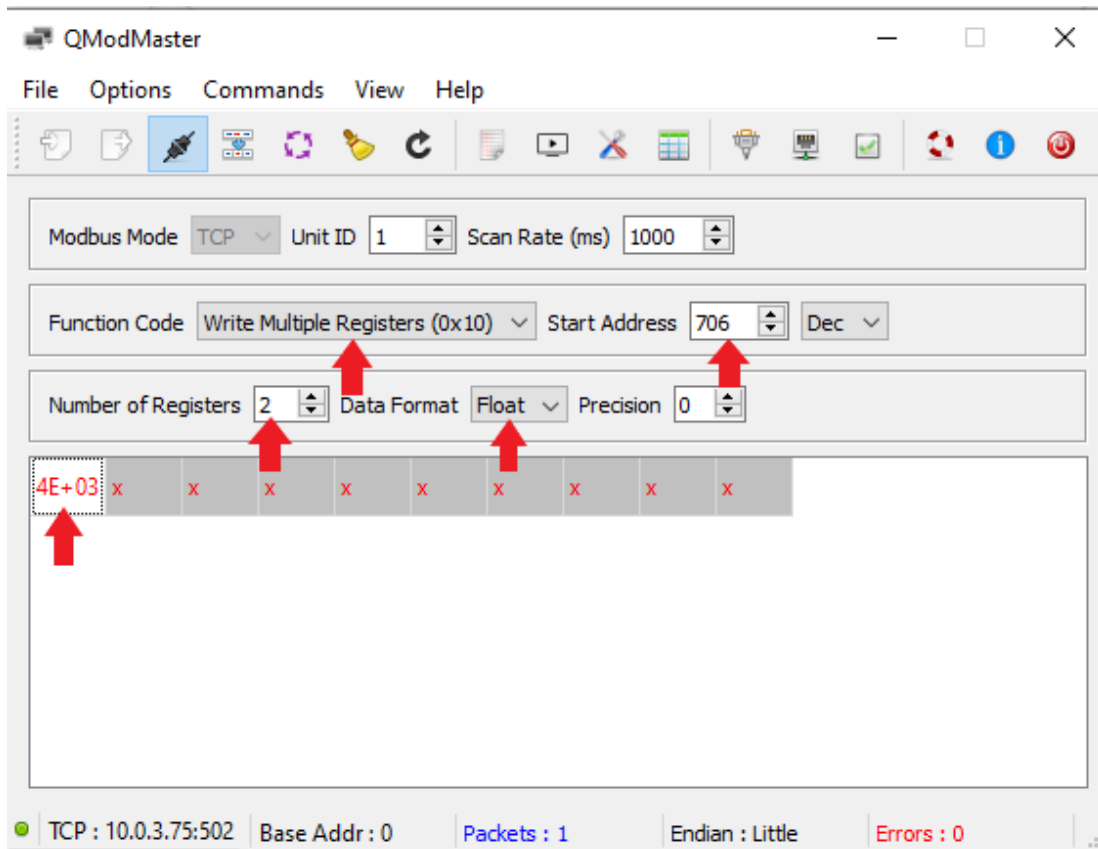 QModMaster
File Options Commands View Help
Modbus Mode TCP Unit ID 1 Scan Rate (ms) 1000
Function Code Write Multiple Registers (0x10) Start Address 706 Dec
Number of Registers 2 Data Format Float Precision 0
4E+03 x x x x x x x x x
TCP : 10.0.3.75:502 Base Addr : 0 Packets : 1 Endian : Little Errors : 0